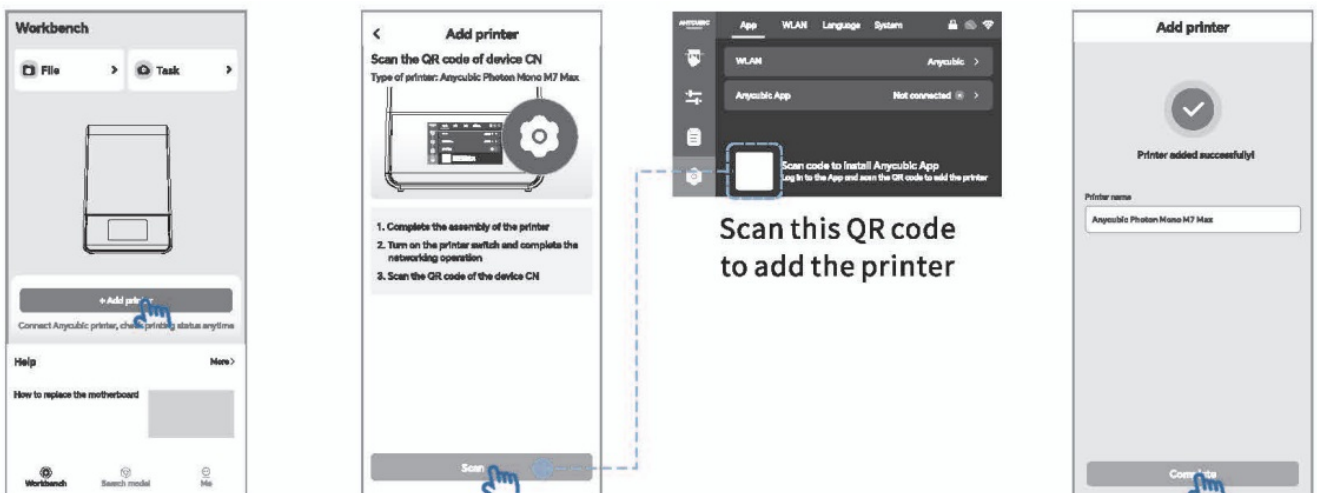 Workbench
File >
Task >
+ Add printer
Connect Anycubic printer, check printing status anytime
Help
More >
How to replace the motherboard
Workbench
Search model
Me
< Add printer
Scan the QR code of device CN
Type of printer: Anycubic Photon Mono M7 Max
1. Complete the assembly of the printer
2. Turn on the printer switch and complete the
networking operation
3. Scan the QR code of the device CN
Scan
ANYCUBIC
App WLAN Language System
WLAN Anycubic >
Anycubic App Not connected >
Scan code to install Anycubic App
Log in to the App and scan the QR code to add the printer
Scan this QR code
to add the printer
Add printer
Printer added successfully!
Printer name
Anycubic Photon Mono M7 Max
Complete